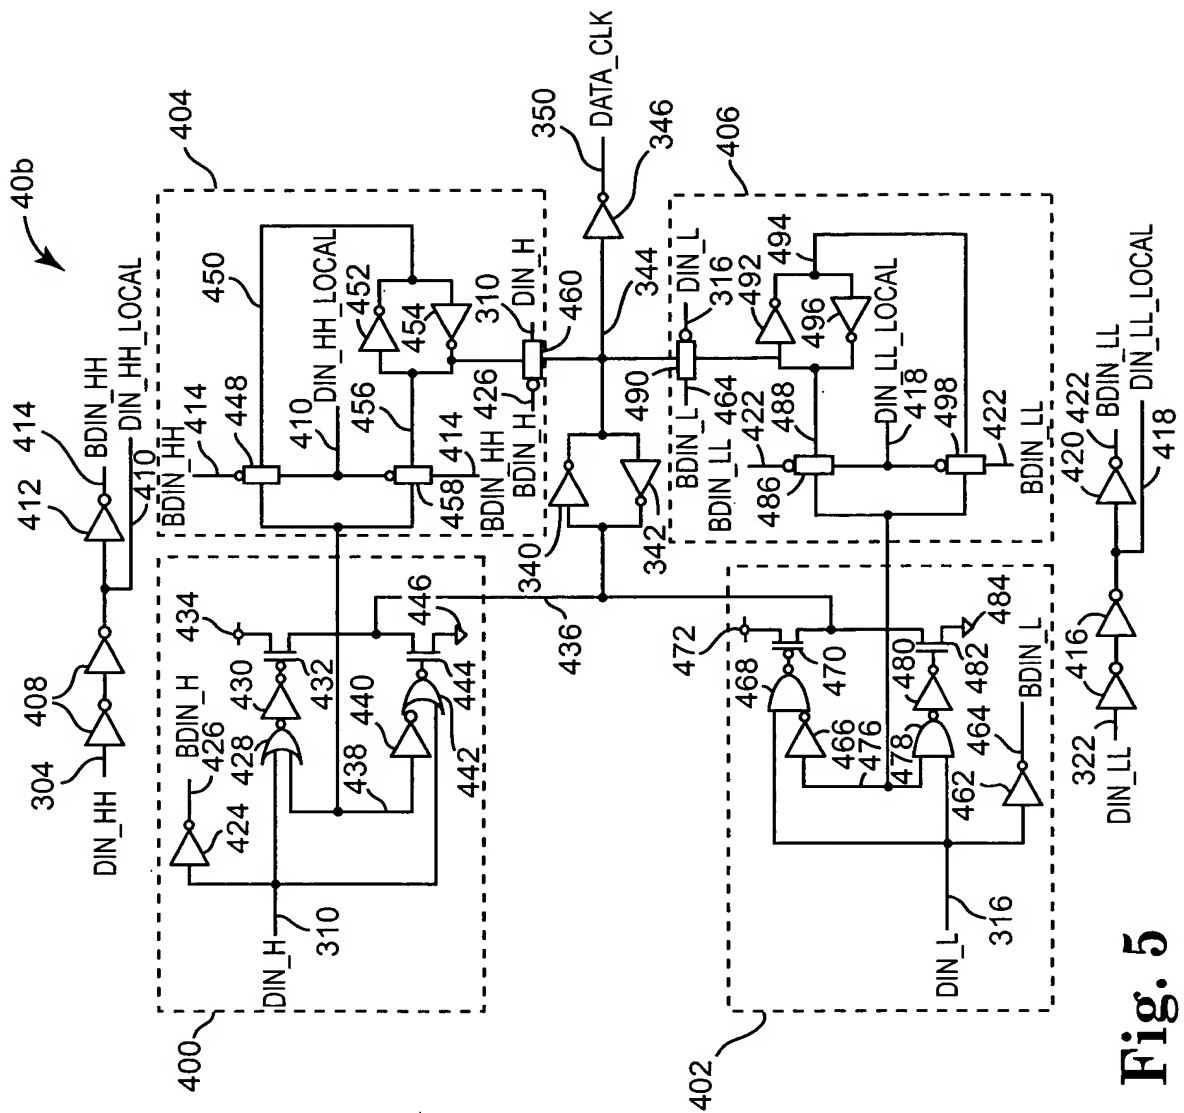 40b
304
DIN_HH
408
412
414
BDIN_HH
DIN_HH_LOCAL
410
404
BDIN_HH
414
448
450
DIN_HH_LOCAL
410
452
454
456
458
414
BDIN_HH
310
DIN_H
460
426
BDIN_H
400
DIN_H
310
424
BDIN_H
426
428
430
432
434
438
440
442
444
446
436
340
342
344
346
350
DATA_CLK
406
DIN_L
316
490
464
BDIN_L
422
BDIN_LL
486
488
492
494
496
DIN_LL_LOCAL
418
498
422
BDIN_LL
402
DIN_L
316
472
468
470
466
476
478
480
482
484
462
464
BDIN_L
322
DIN_LL
416
420
422
BDIN_LL
DIN_LL_LOCAL
418
Fig. 5